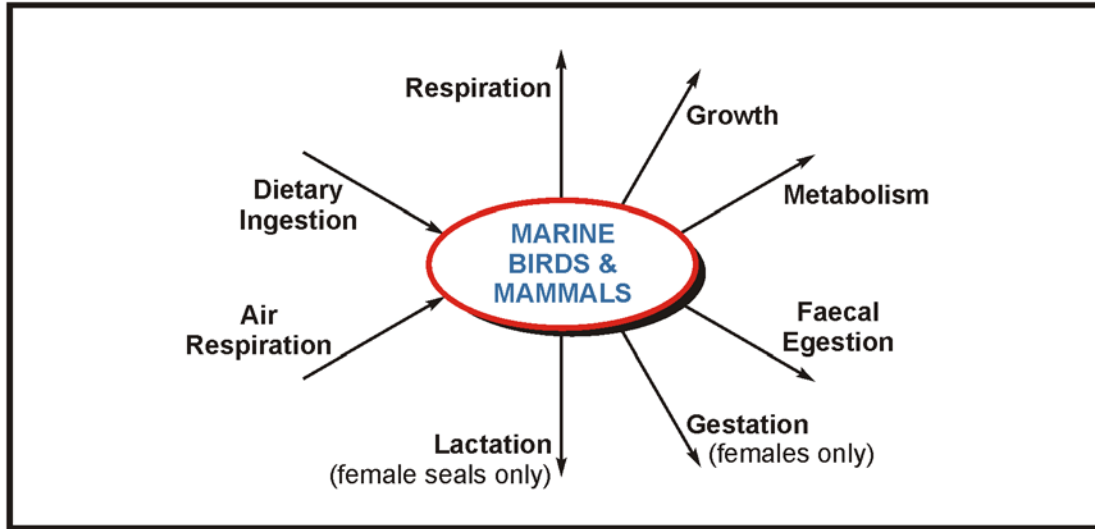 Respiration
Growth
Dietary
Ingestion
Metabolism
MARINE
BIRDS &
MAMMALS
Air
Respiration
Faecal
Egestion
Lactation
(female seals only)
Gestation
(females only)